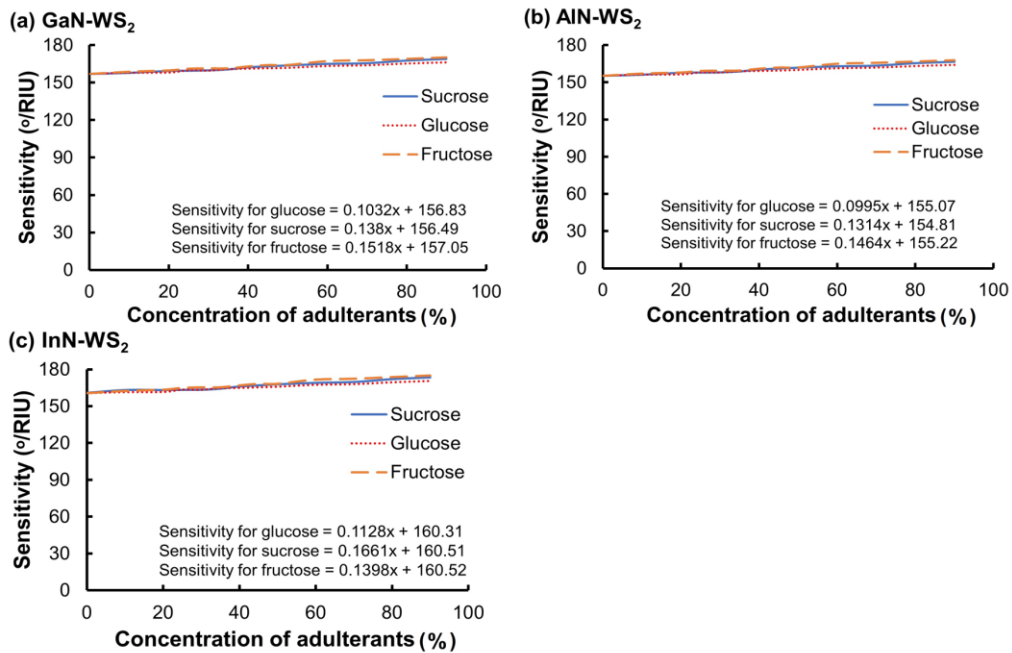 (a) GaN-WS₂
180
150
120
90
60
30
0
Sensitivity (º/RIU)
Sucrose
Glucose
Fructose
Sensitivity for glucose = 0.1032x + 156.83
Sensitivity for sucrose = 0.138x + 156.49
Sensitivity for fructose = 0.1518x + 157.05
0 20 40 60 80 100
Concentration of adulterants (%)
(b) AlN-WS₂
180
150
120
90
60
30
0
Sensitivity (º/RIU)
Sucrose
Glucose
Fructose
Sensitivity for glucose = 0.0995x + 155.07
Sensitivity for sucrose = 0.1314x + 154.81
Sensitivity for fructose = 0.1464x + 155.22
0 20 40 60 80 100
Concentration of adulterants (%)
(c) InN-WS₂
180
150
120
90
60
30
0
Sensitivity (º/RIU)
Sucrose
Glucose
Fructose
Sensitivity for glucose = 0.1128x + 160.31
Sensitivity for sucrose = 0.1661x + 160.51
Sensitivity for fructose = 0.1398x + 160.52
0 20 40 60 80 100
Concentration of adulterants (%)